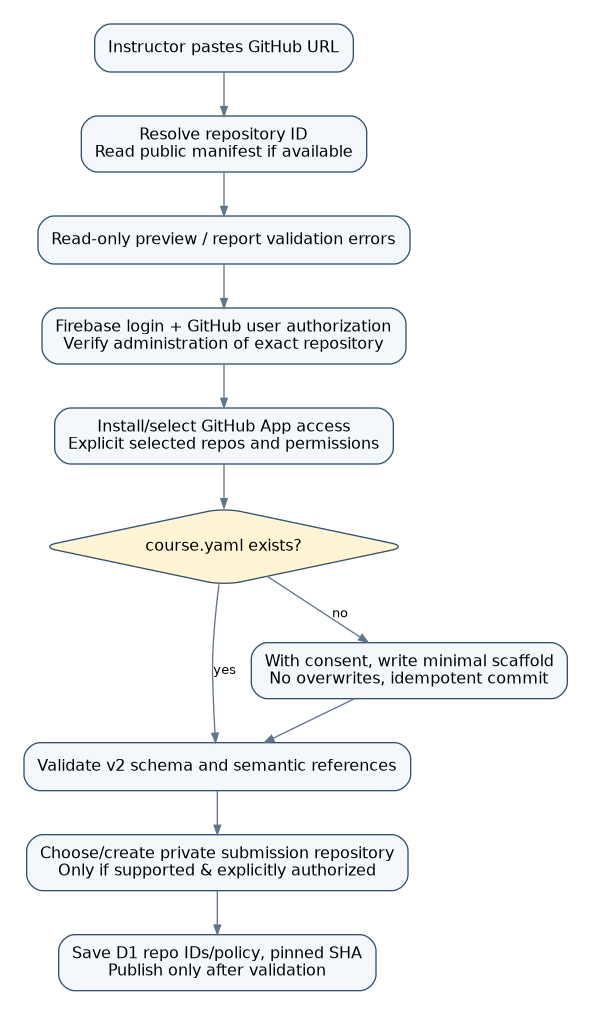 Instructor pastes GitHub URL
Resolve repository ID
Read public manifest if available
Read-only preview / report validation errors
Firebase login + GitHub user authorization
Verify administration of exact repository
Install/select GitHub App access
Explicit selected repos and permissions
course.yaml exists?
no
With consent, write minimal scaffold
No overwrites, idempotent commit
yes
Validate v2 schema and semantic references
Choose/create private submission repository
Only if supported & explicitly authorized
Save D1 repo IDs/policy, pinned SHA
Publish only after validation